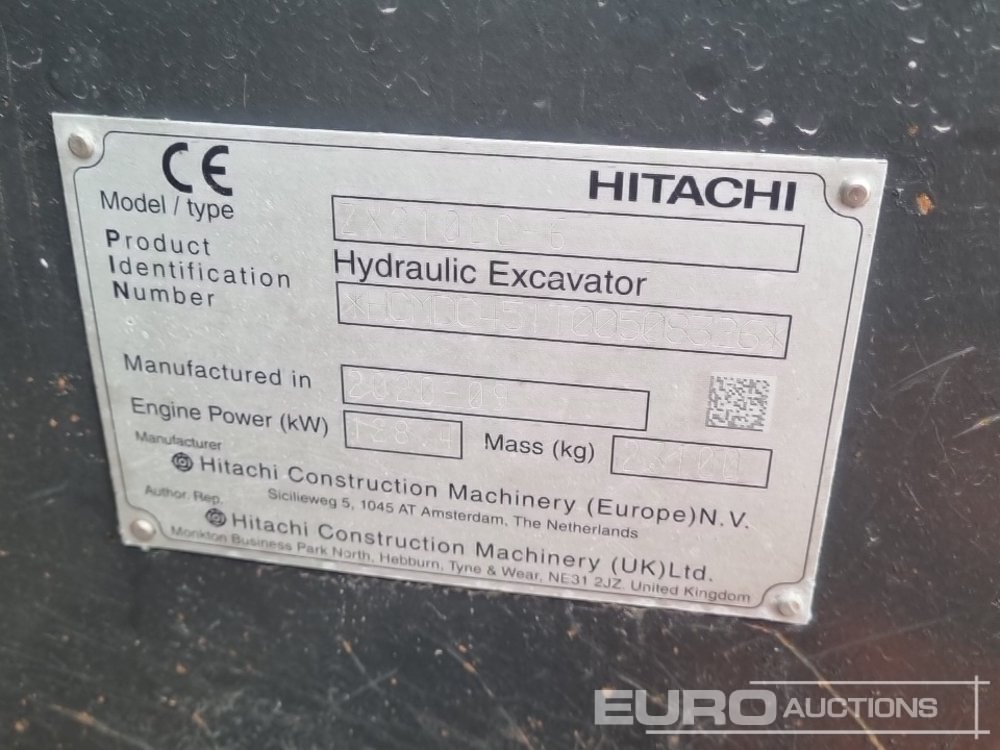 CE HITACHI
Model / type ZX210LC-6
Hydraulic Excavator
Product
Identification
Number
Manufactured in 2020-09
Engine Power (kW) 128.4 Mass (kg)
Manufacturer
Hitachi Construction Machinery (Europe) N.V.
Sicilieweg 5, 1045 AT Amsterdam, The Netherlands
Author. Rep.
Hitachi Construction Machinery (UK) Ltd.
Monkton Business Park North, Hebburn, Tyne & Wear, NE31 2JZ. United Kingdom
EURO AUCTIONS